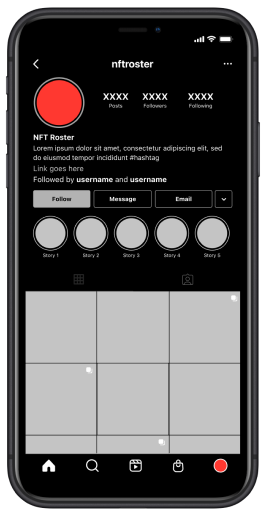 nftroster
XXXX XXXX XXXX
Posts Followers Following
NFT Roster
Lorem ipsum dolor sit amet, consectetur adipiscing elit, sed
do eiusmod tempor incididunt #hashtag
Link goes here
Followed by username and username
Follow Message Email
Story 1 Story 2 Story 3 Story 4 Story 5